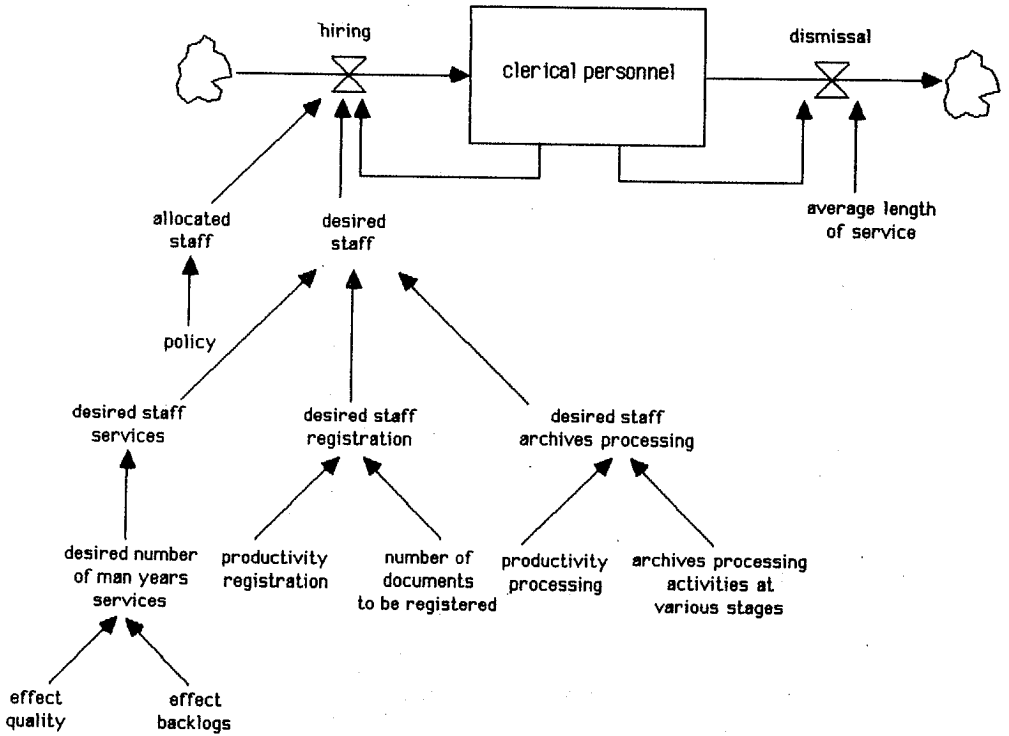 hiring
dismissal
clerical personnel
average length
of service
allocated
staff
desired
staff
policy
desired staff
services
desired staff
registration
desired staff
archives processing
desired number
of man years
services
productivity
registration
number of
documents
to be registered
productivity
processing
archives processing
activities at
various stages
effect
quality
effect
backlogs